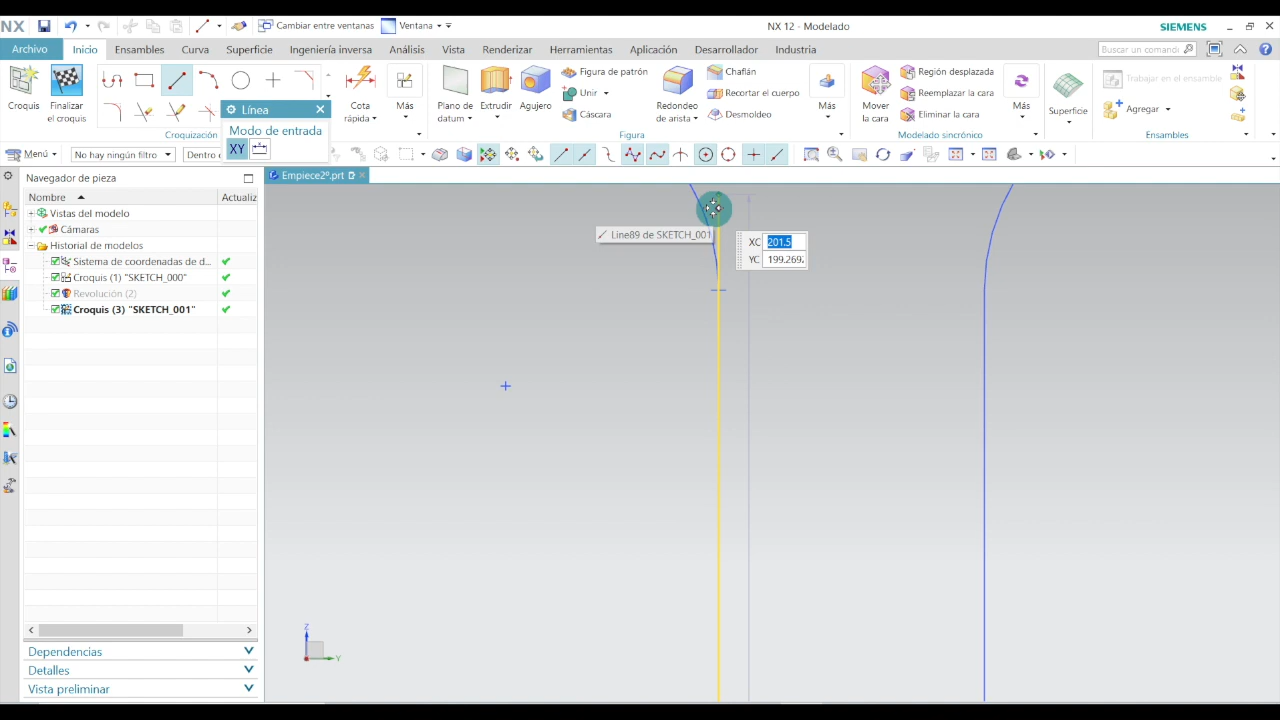 NX
Cambiar entre ventanas
Ventana
NX 12 - Modelado
SIEMENS
Archivo
Inicio
Ensambles
Curva
Superficie
Ingeniería inversa
Análisis
Vista
Renderizar
Herramientas
Aplicación
Desarrollador
Industria
Buscar un comand
Croquis
Finalizar
el croquis
Croquización
Línea
Modo de entrada
XY
Cota
rápida
Más
Plano de
datum
Extrudir
Agujero
Figura de patrón
Unir
Cáscara
Redondeo
de arista
Chaflán
Recortar el cuerpo
Desmoldeo
Más
Figura
Mover
la cara
Región desplazada
Reemplazar la cara
Eliminar la cara
Más
Modelado sincrónico
Superficie
Trabajar en el ensamble
Agregar
Ensambles
Menú
No hay ningún filtro
Dentro
Navegador de pieza
Empiece2º.prt
Nombre
Actualiz
Vistas del modelo
Cámaras
Historial de modelos
Sistema de coordenadas de d...
Croquis (1) "SKETCH_000"
Revolución (2)
Croquis (3) "SKETCH_001"
Line89 de SKETCH_001
XC 201.5
YC 199.269
Z
Y
Dependencias
Detalles
Vista preliminar